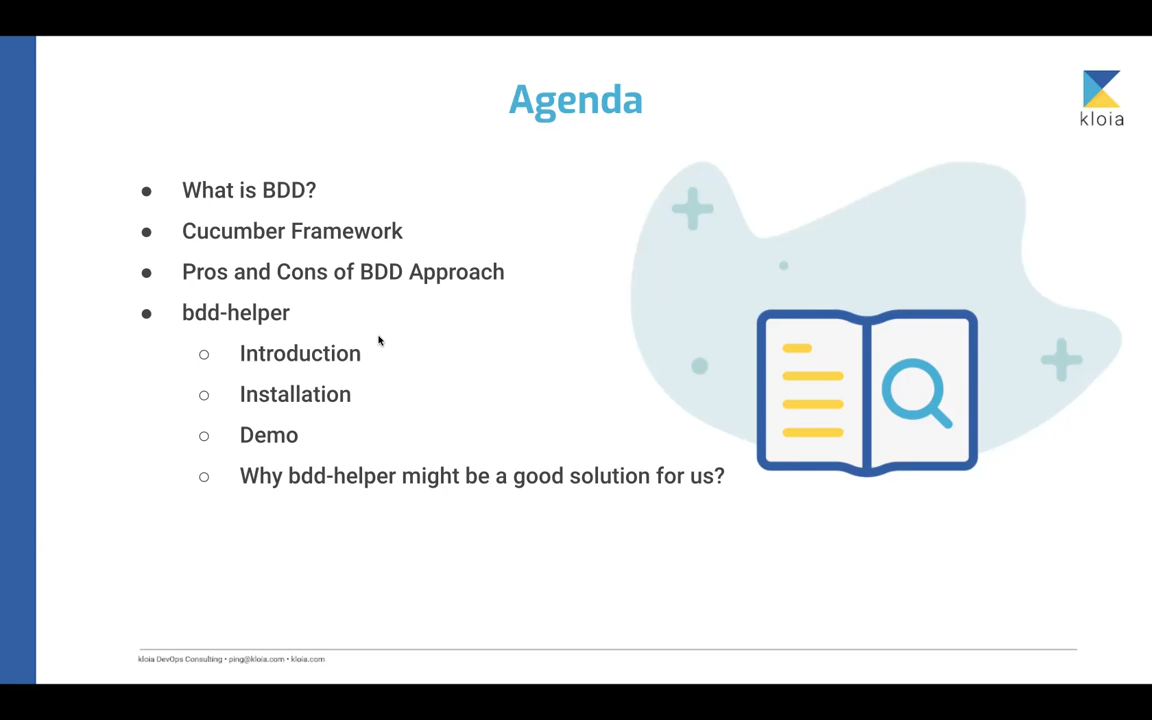 Agenda
kloia
● What is BDD?
● Cucumber Framework
● Pros and Cons of BDD Approach
● bdd-helper
○ Introduction
○ Installation
○ Demo
○ Why bdd-helper might be a good solution for us?
kloia DevOps Consulting • ping@kloia.com • kloia.com